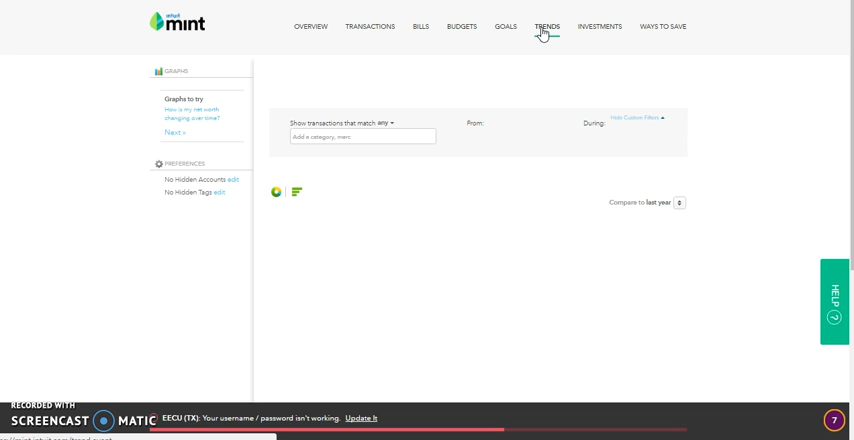 intuit
mint
OVERVIEW TRANSACTIONS BILLS BUDGETS GOALS TRENDS INVESTMENTS WAYS TO SAVE
GRAPHS
Graphs to try
How is my net worth
changing over time?
Next »
PREFERENCES
No Hidden Accounts edit
No Hidden Tags edit
Show transactions that match any
Add a category, merc
From:
During:
Hide Custom Filters
Compare to last year
HELP ?
RECORDED WITH
SCREENCAST MATIC
EECU (TX): Your username / password isn't working. Update It
7